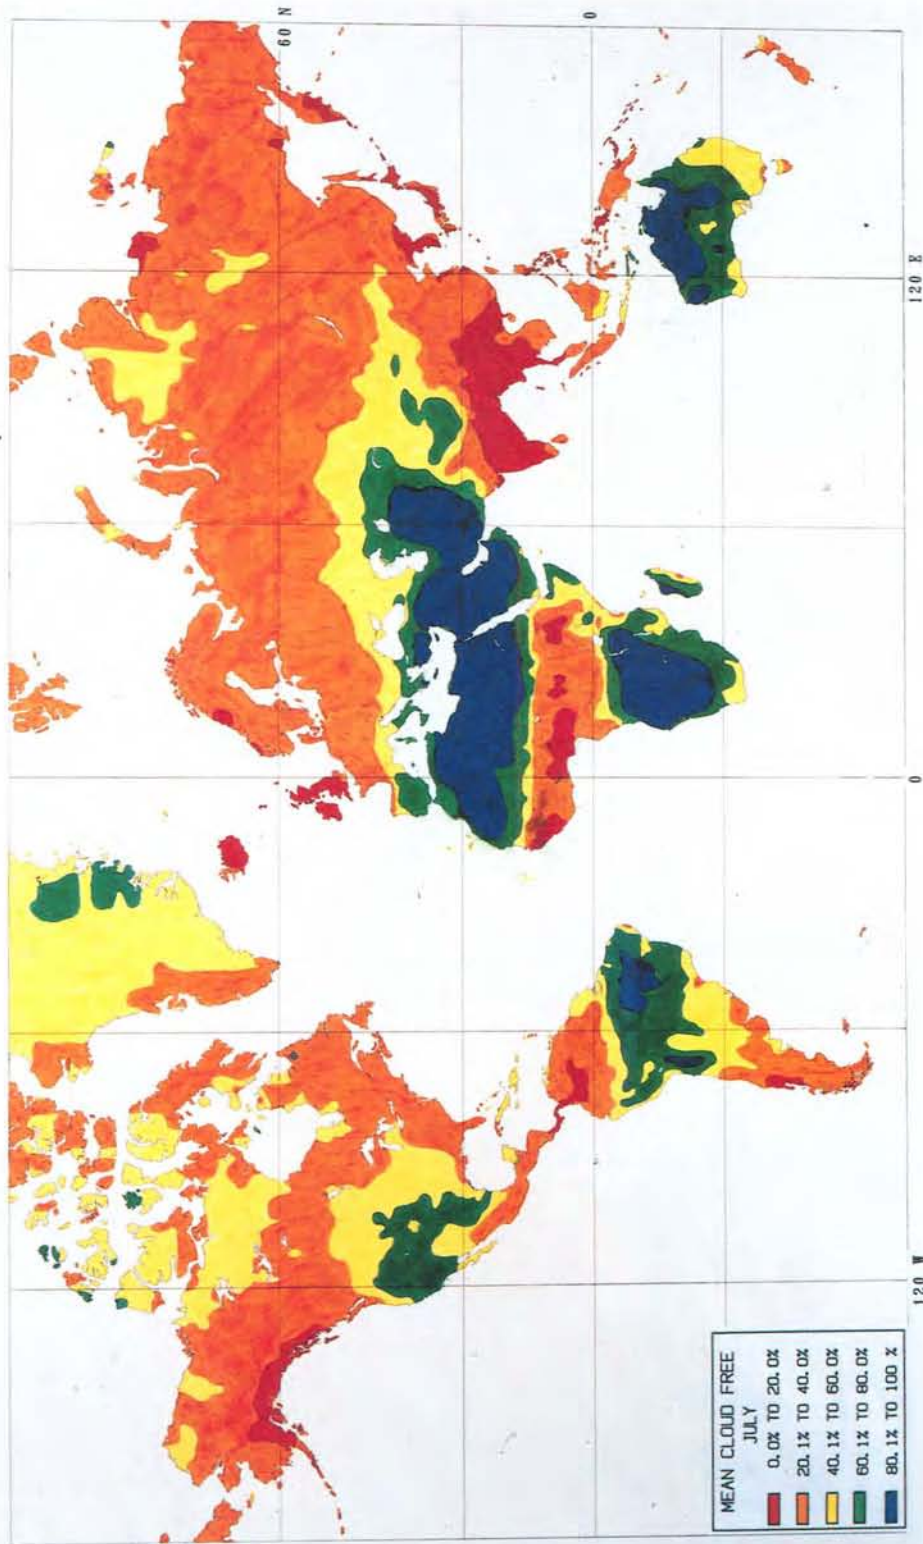 60 N
0
120 W
0
120 E
MEAN CLOUD FREE
JULY
0.0% TO 20.0%
20.1% TO 40.0%
40.1% TO 60.0%
60.1% TO 80.0%
80.1% TO 100 %